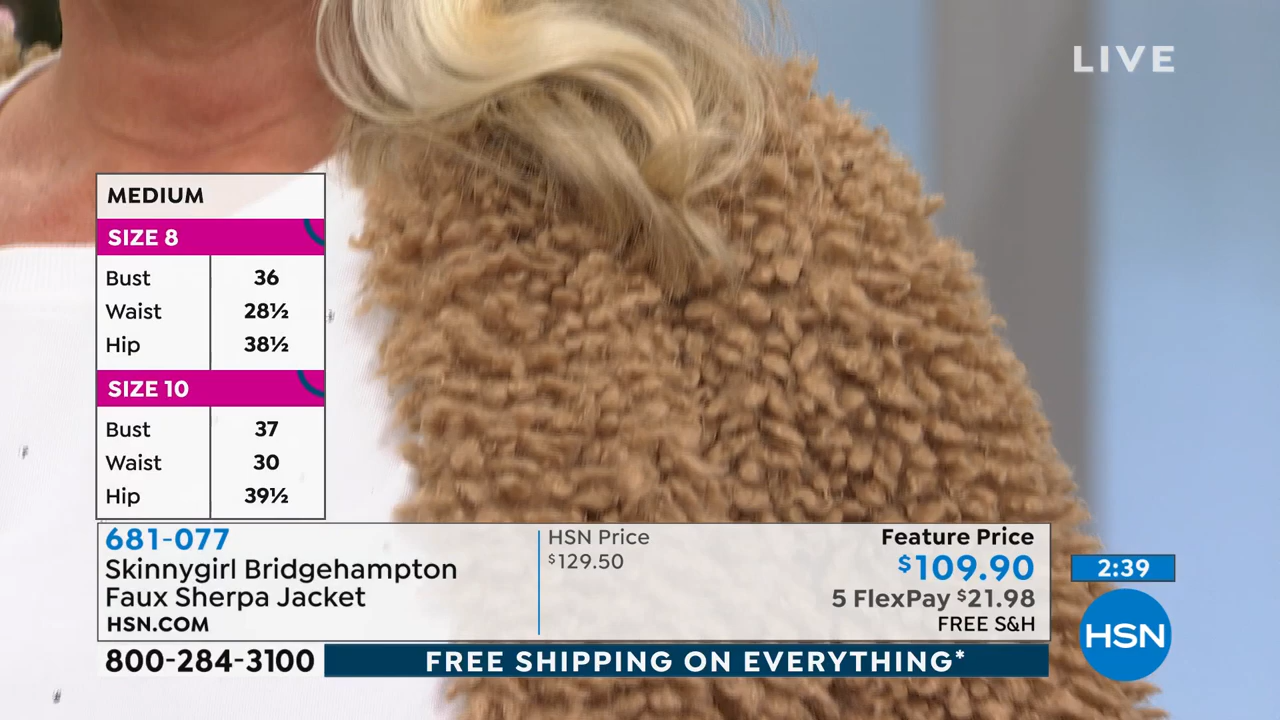 LIVE
MEDIUM
SIZE 8
Bust 36
Waist 28½
Hip 38½
SIZE 10
Bust 37
Waist 30
Hip 39½
681-077
Skinnygirl Bridgehampton
Faux Sherpa Jacket
HSN.COM
HSN Price
$129.50
Feature Price
$109.90
5 FlexPay $21.98
FREE S&H
2:39
HSN
800-284-3100
FREE SHIPPING ON EVERYTHING*